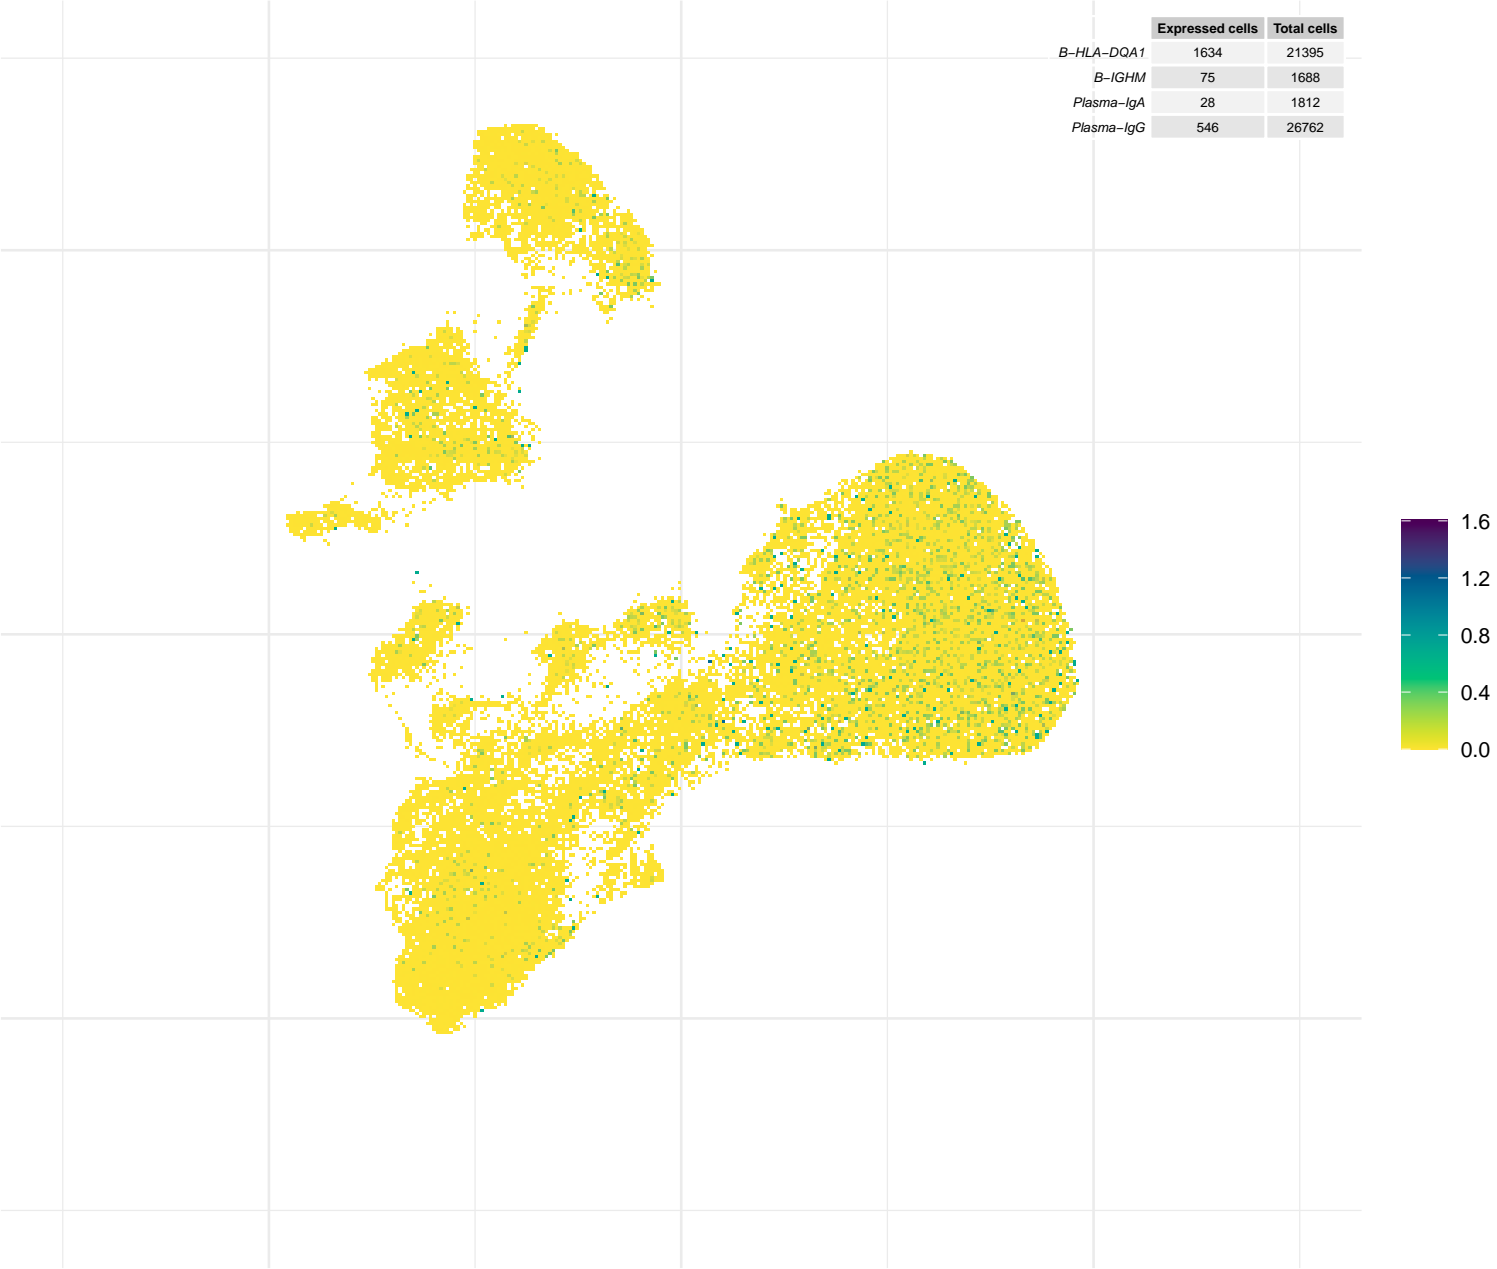 Expressed cells Total cells
B−HLA−DQA1 1634 21395
B−IGHM 75 1688
Plasma−IgA 28 1812
Plasma−IgG 546 26762
1.6
1.2
0.8
0.4
0.0